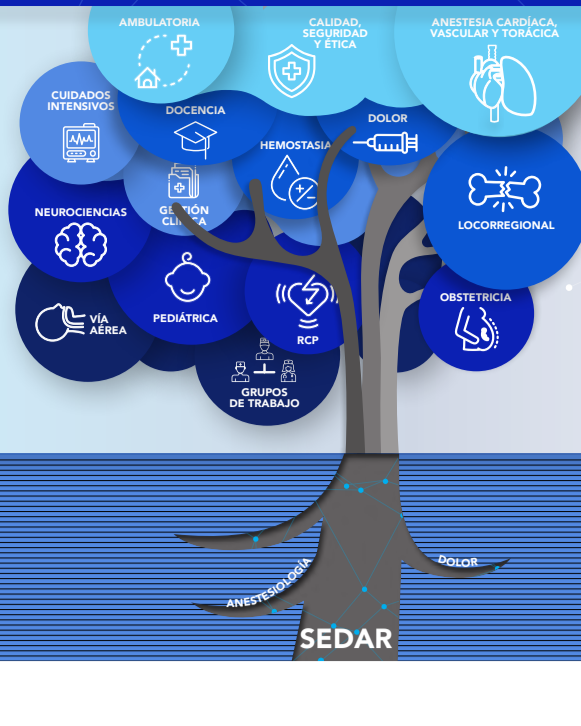 AMBULATORIA
CALIDAD,
SEGURIDAD
Y ÉTICA
ANESTESIA CARDÍACA,
VASCULAR Y TORÁCICA
CUIDADOS
INTENSIVOS
DOCENCIA
DOLOR
HEMOSTASIA
NEUROCIENCIAS
GESTIÓN
CLÍNICA
LOCORREGIONAL
PEDIÁTRICA
OBSTETRICIA
VÍA
AÉREA
RCP
GRUPOS
DE TRABAJO
ANESTESIOLOGÍA
DOLOR
SEDAR